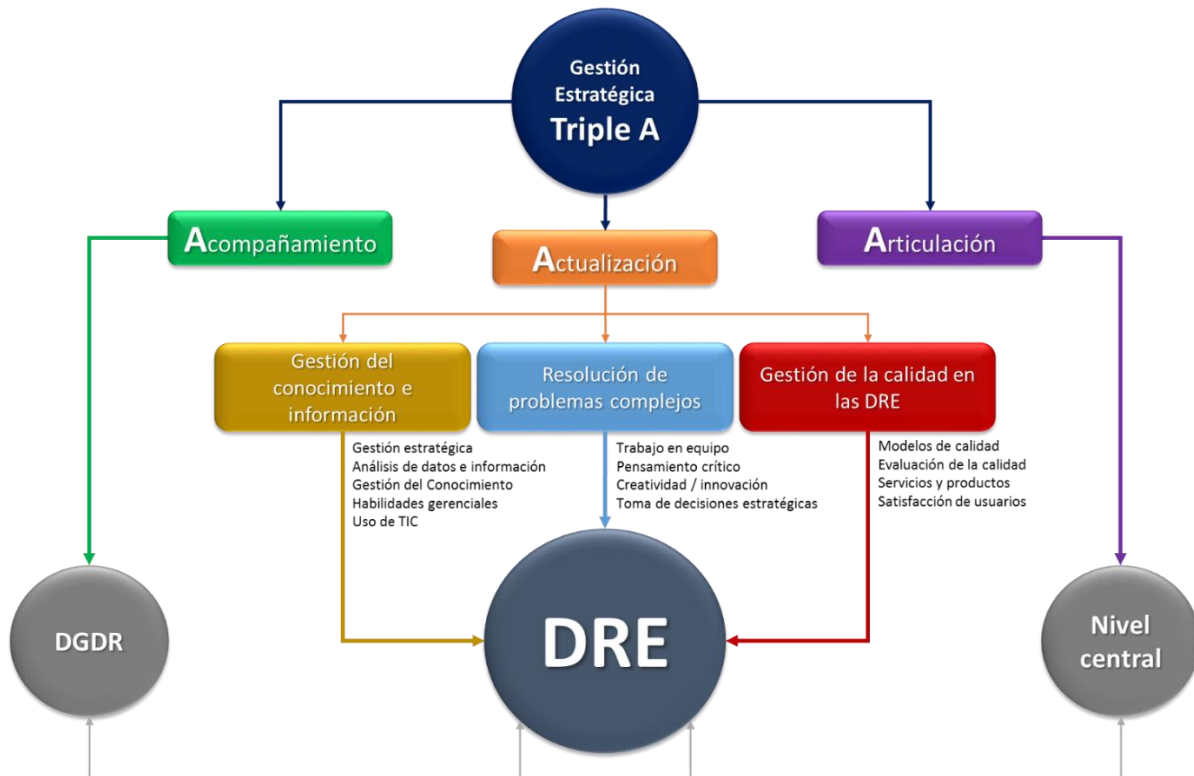 Gestión
Estratégica
Triple A
Acompañamiento
Actualización
Articulación
Gestión del
conocimiento e
información
Resolución de
problemas complejos
Gestión de la calidad en
las DRE
Gestión estratégica
Análisis de datos e información
Gestión del Conocimiento
Habilidades gerenciales
Uso de TIC
Trabajo en equipo
Pensamiento crítico
Creatividad / innovación
Toma de decisiones estratégicas
Modelos de calidad
Evaluación de la calidad
Servicios y productos
Satisfacción de usuarios
DGDR
DRE
Nivel
central